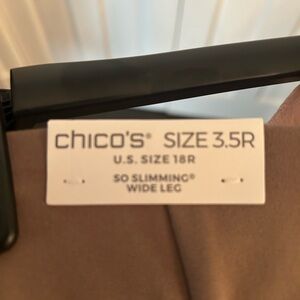 chico's® SIZE 3.5R
U.S. SIZE 18R
SO SLIMMING®
WIDE LEG